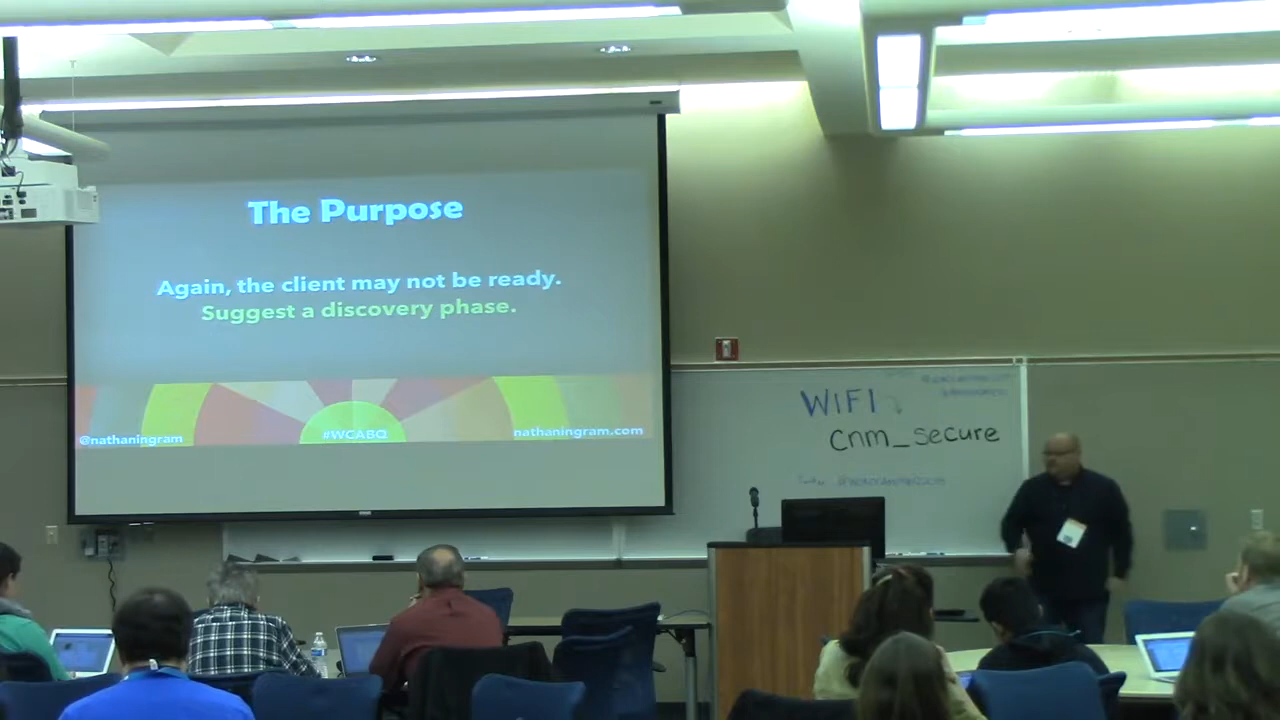 The Purpose
Again, the client may not be ready.
Suggest a discovery phase.
@nathaningram
#WCABQ
nathaningram.com
WIFI
cnm_secure